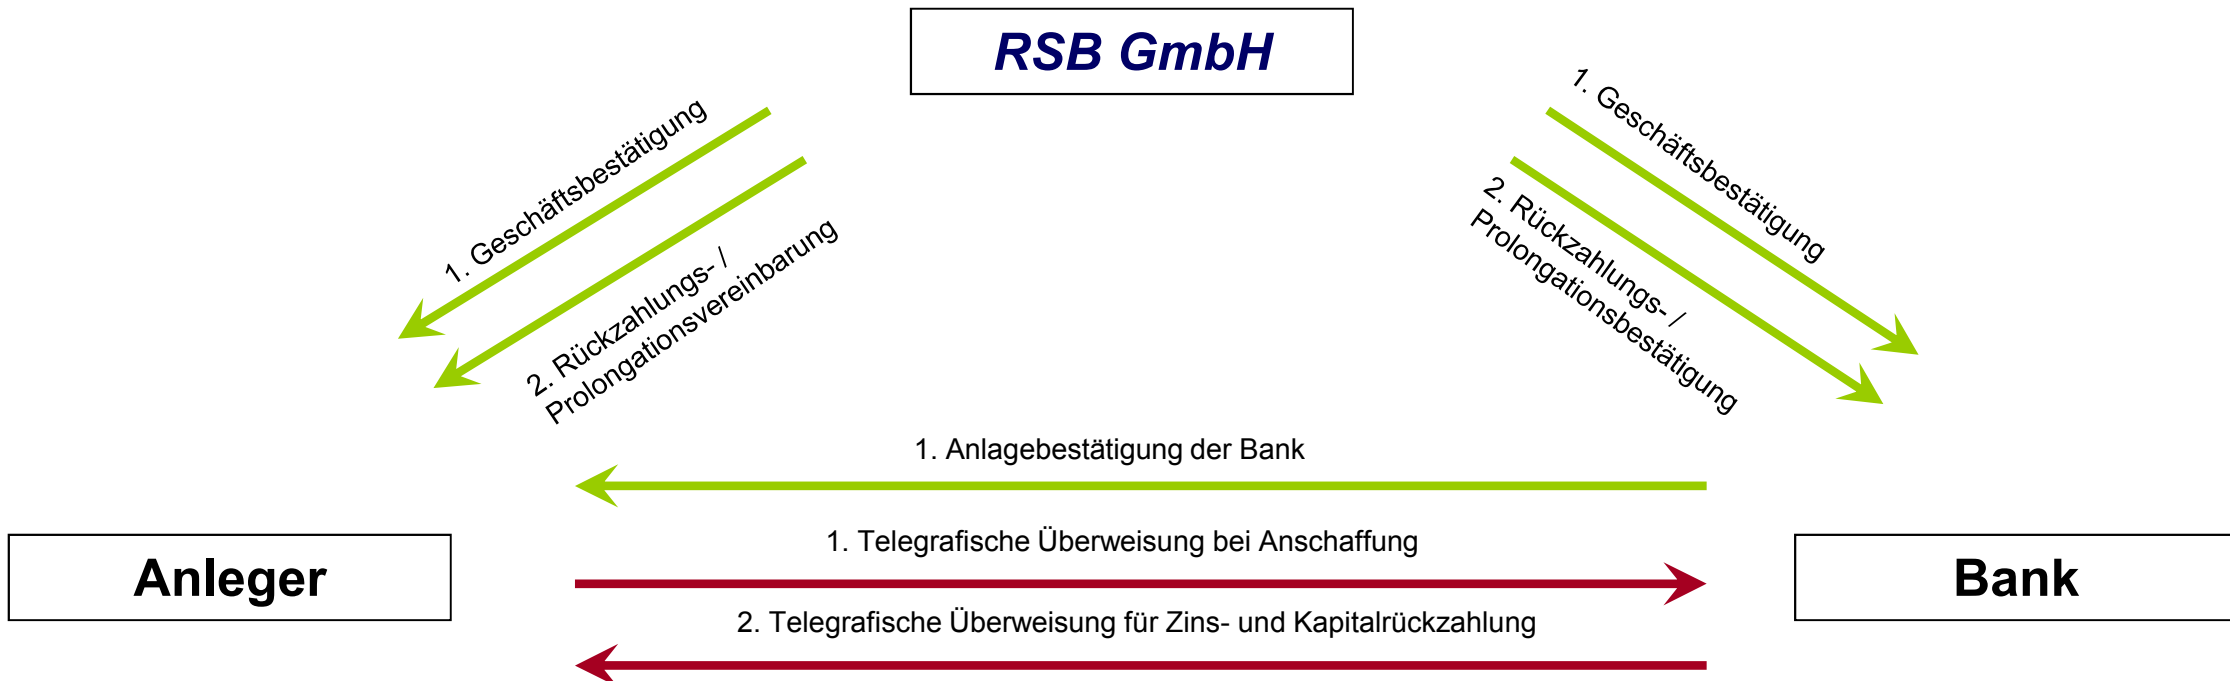 RSB GmbH
1. Geschäftsbestätigung
2. Rückzahlungs- /
Prolongationsvereinbarung
1. Geschäftsbestätigung
2. Rückzahlungs- /
Prolongationsbestätigung
1. Anlagebestätigung der Bank
1. Telegrafische Überweisung bei Anschaffung
Anleger
Bank
2. Telegrafische Überweisung für Zins- und Kapitalrückzahlung